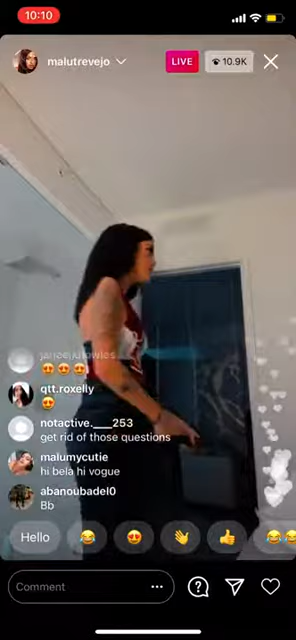 10:10
malutrevejo
LIVE
10.9K
janeeknowles
qtt.roxelly
notactive.___253
get rid of those questions
malumycutie
hi bela hi vogue
abanoubadel0
Bb
Hello
Comment